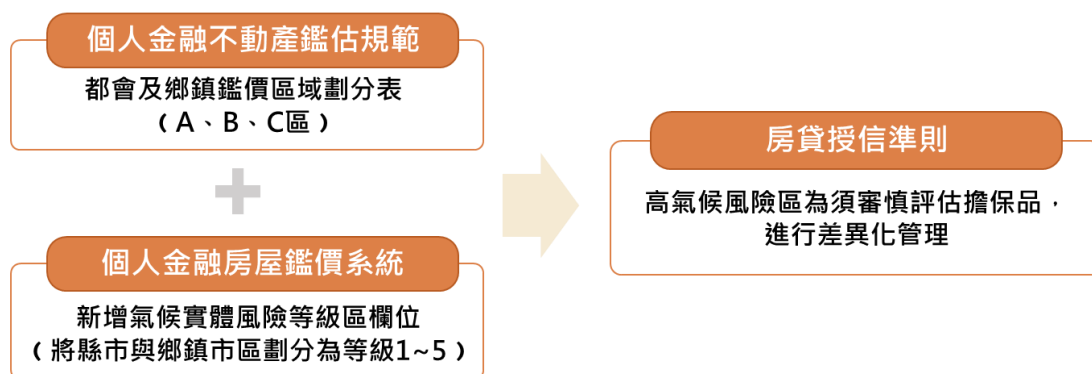 個人金融不動產鑑估規範
都會及鄉鎮鑑價區域劃分表
（A、B、C區）
個人金融房屋鑑價系統
新增氣候實體風險等級區欄位
（將縣市與鄉鎮市區劃分為等級1~5）
房貸授信準則
高氣候風險區為須審慎評估擔保品，
進行差異化管理